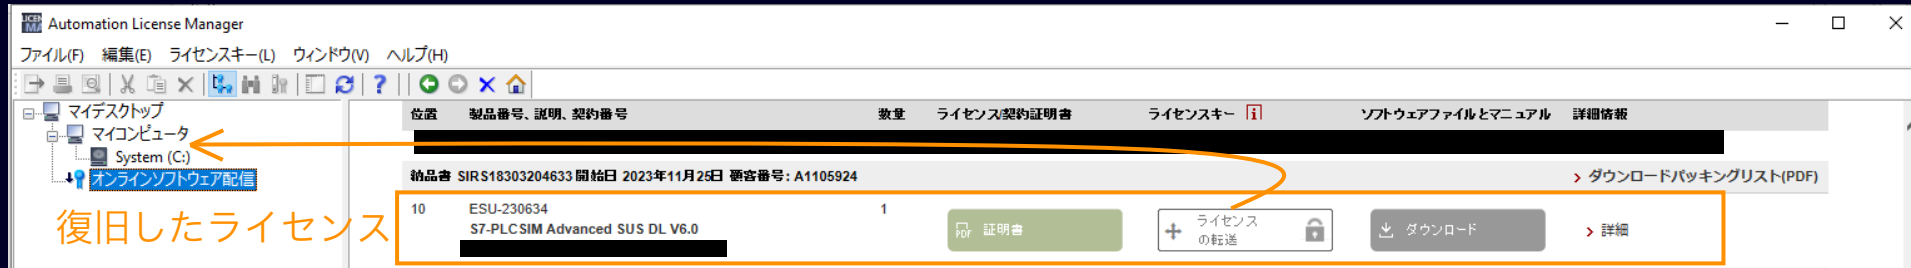 Automation License Manager
ファイル(F) 編集(E) ライセンスキー(L) ウィンドウ(V) ヘルプ(H)
マイデスクトップ
マイコンピュータ
System (C:)
オンラインソフトウェア配信
復旧したライセンス
位置 製品番号、説明、契約番号 数量 ライセンス/契約証明書 ライセンスキー i ソフトウェアファイルとマニュアル 詳細情報
納品書 SIRS18303204633 開始日 2023年11月25日 顧客番号: A1105924 > ダウンロードパッキングリスト(PDF)
10 ESU-230634 1
S7-PLCSIM Advanced SUS DL V6.0
PDF 証明書
ライセンス
の転送
ダウンロード
> 詳細